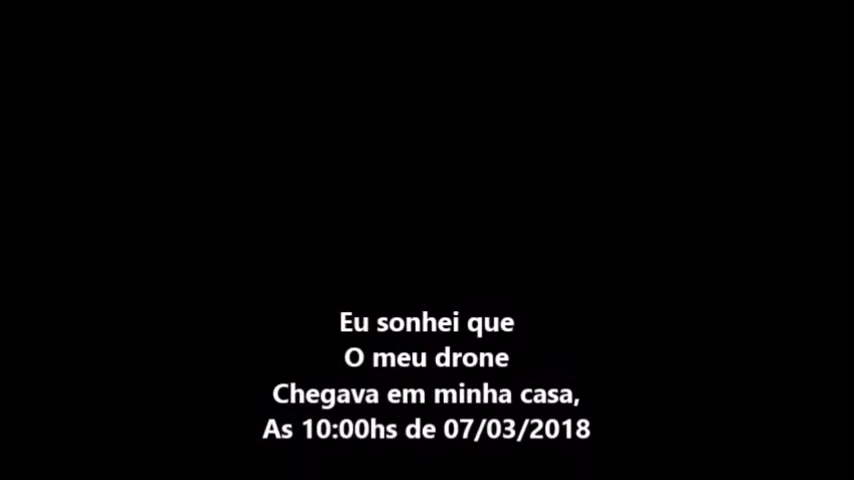 Eu sonhei que
O meu drone
Chegava em minha casa,
As 10:00hs de 07/03/2018